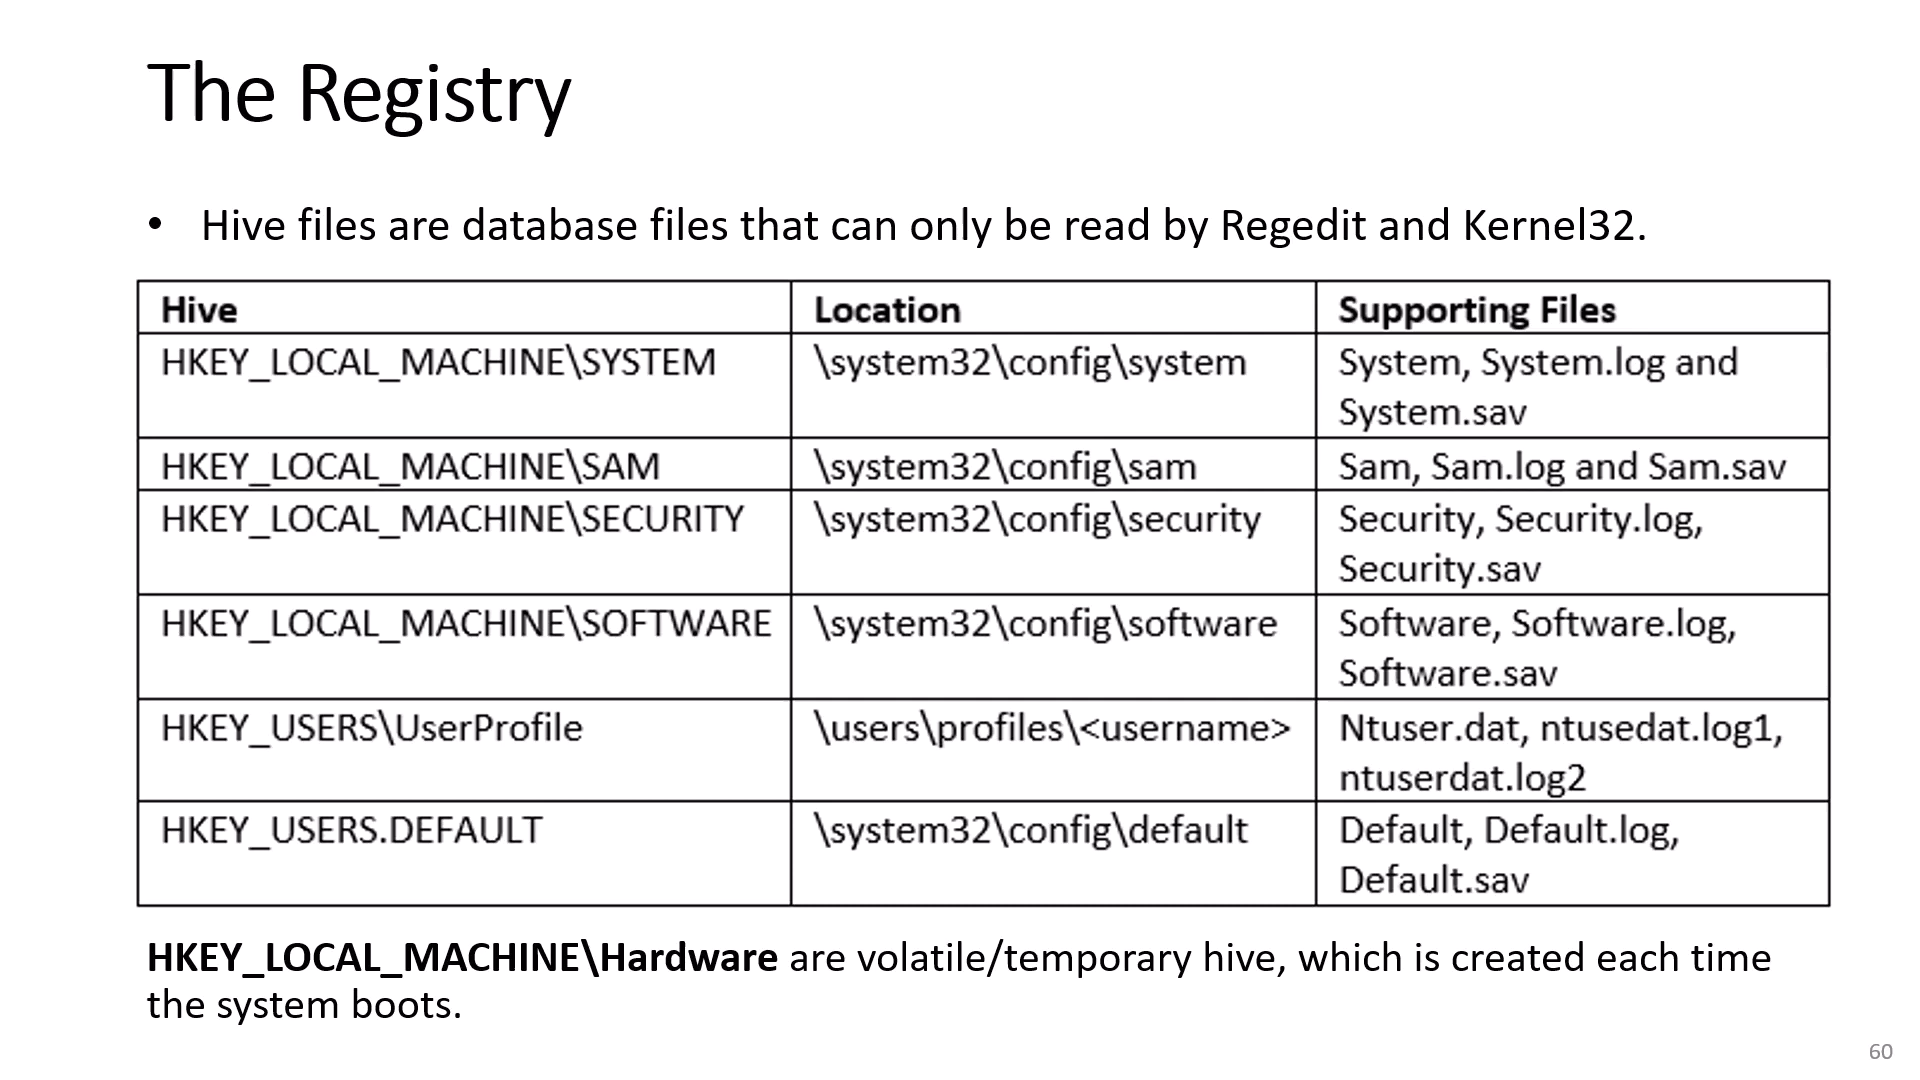 The Registry
• Hive files are database files that can only be read by Regedit and Kernel32.
Hive Location Supporting Files
HKEY_LOCAL_MACHINE\SYSTEM \system32\config\system System, System.log and
System.sav
HKEY_LOCAL_MACHINE\SAM \system32\config\sam Sam, Sam.log and Sam.sav
HKEY_LOCAL_MACHINE\SECURITY \system32\config\security Security, Security.log,
Security.sav
HKEY_LOCAL_MACHINE\SOFTWARE \system32\config\software Software, Software.log,
Software.sav
HKEY_USERS\UserProfile \users\profiles\<username> Ntuser.dat, ntusedat.log1,
ntuserdat.log2
HKEY_USERS.DEFAULT \system32\config\default Default, Default.log,
Default.sav
HKEY_LOCAL_MACHINE\Hardware are volatile/temporary hive, which is created each time
the system boots.
60